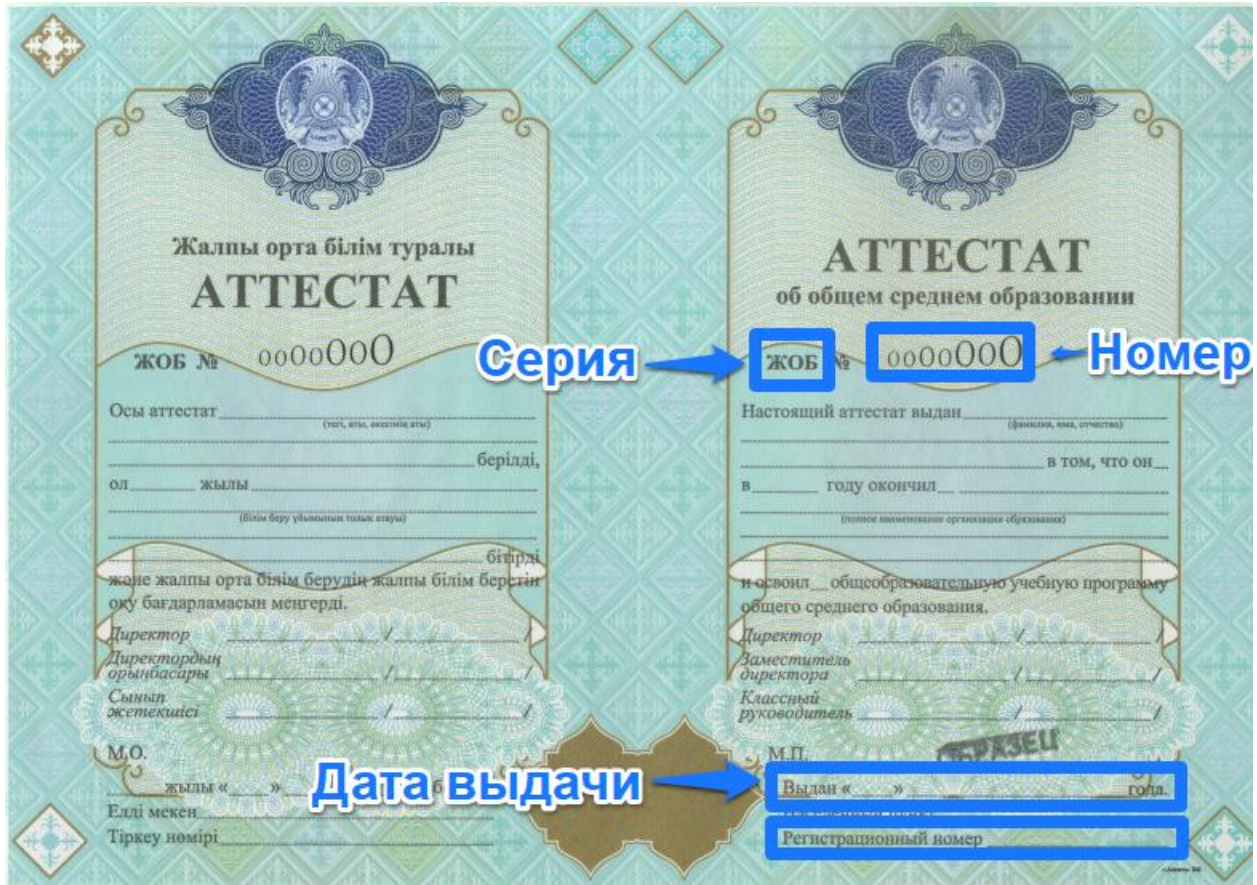 Жалпы орта білім туралы
АТТЕСТАТ
ЖОБ № 0000000
Осы аттестат
(тегі, аты, әкесінің аты)
берілді,
ол жылы
(білім беру ұйымының толық атауы)
бітірді
және жалпы орта білім берудің жалпы білім беретін
оқу бағдарламасын меңгерді.
Директор / /
Директордың
орынбасары / /
Сынып
жетекшісі / /
М.О.
жылы « » б
Елді мекен
Тіркеу нөмірі
АТТЕСТАТ
об общем среднем образовании
Серия
ЖОБ № 0000000
Номер
Настоящий аттестат выдан
(фамилия, имя, отчество)
в том, что он
в году окончил
(полное наименование организации образования)
и освоил общеобразовательную учебную программу
общего среднего образования.
Директор / /
Заместитель
директора / /
Классный
руководитель / /
М.П.
ОБРАЗЕЦ
Дата выдачи
Выдан « » года.
Регистрационный номер